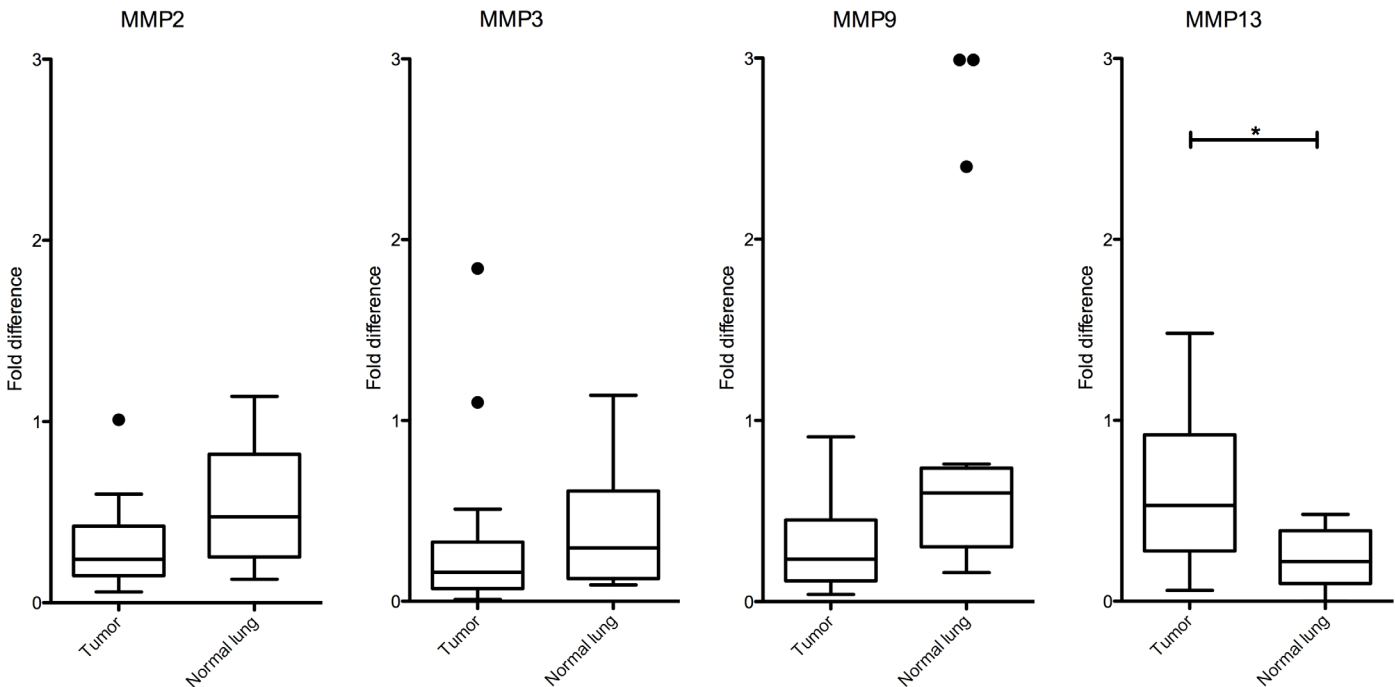 MMP2
MMP3
MMP9
MMP13
3
2
1
0
Fold difference
Tumor
Normal lung
3
2
1
0
Fold difference
Tumor
Normal lung
3
2
1
0
Fold difference
Tumor
Normal lung
3
2
1
0
Fold difference
*
Tumor
Normal lung